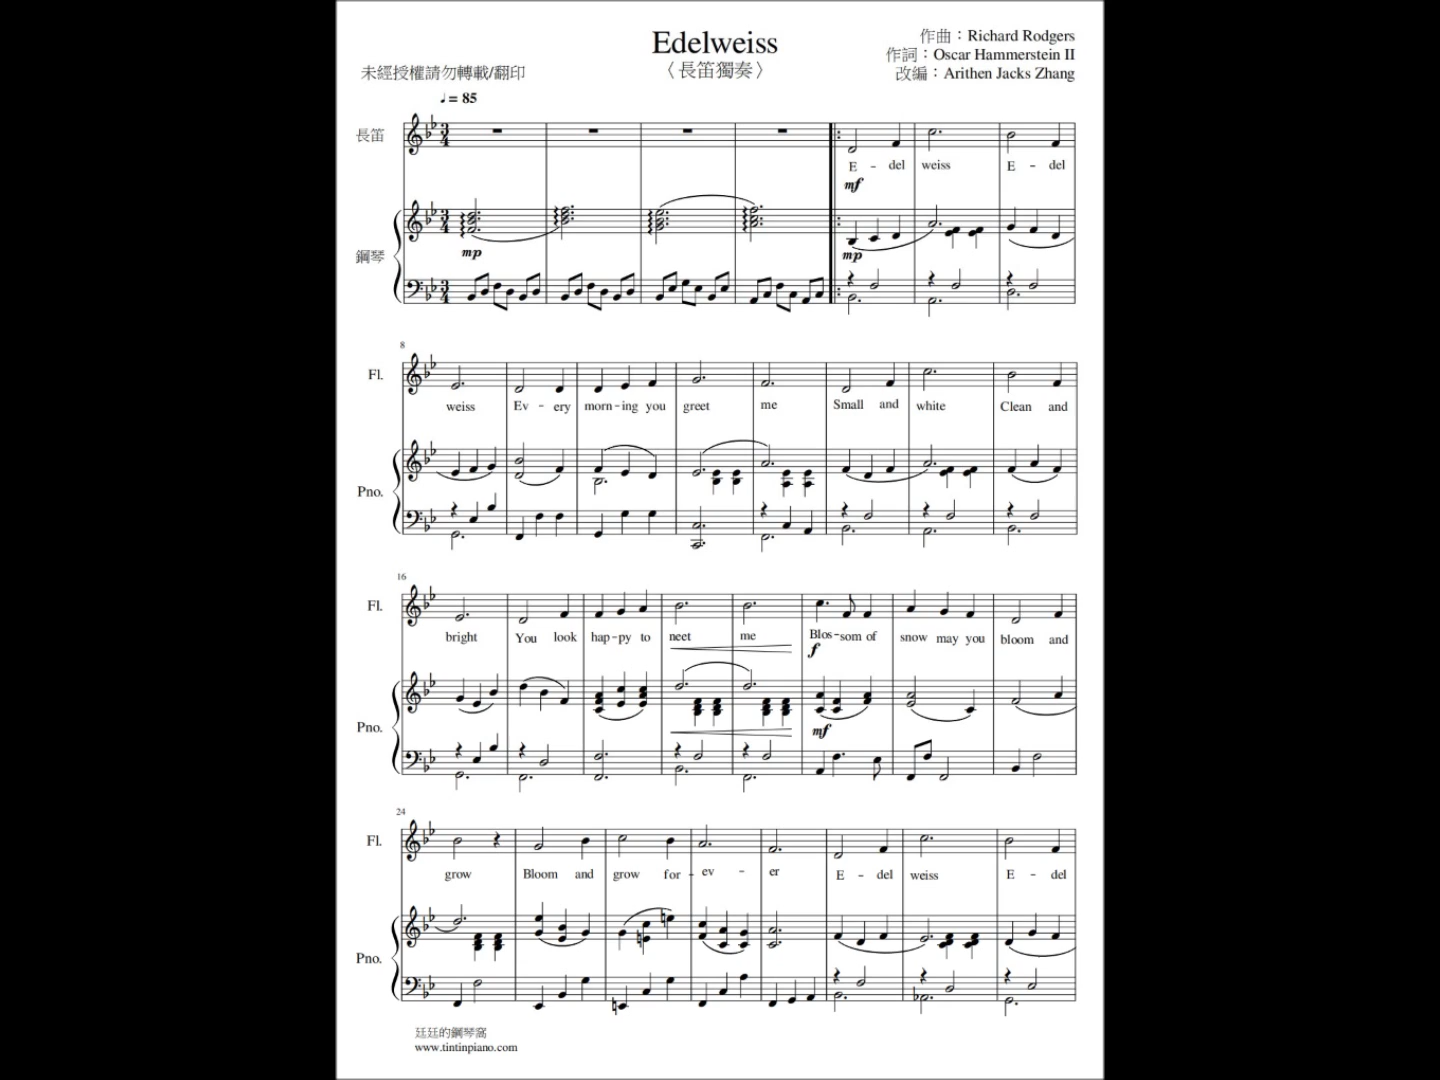 Edelweiss
〈長笛獨奏〉
作曲：Richard Rodgers
作詞：Oscar Hammerstein II
改編：Arithen Jacks Zhang
未經授權請勿轉載/翻印
♩ = 85
長笛
E - del weiss E - del
mf
mp
mp
鋼琴
8
Fl.
weiss Ev - ery morn-ing you greet me Small and white Clean and
Pno.
16
Fl.
bright You look hap-py to neet me Blos-som of snow may you bloom and
f
Pno.
mf
24
Fl.
grow Bloom and grow for - ev - er E - del weiss E - del
Pno.
廷廷的鋼琴窩
www.tintinpiano.com